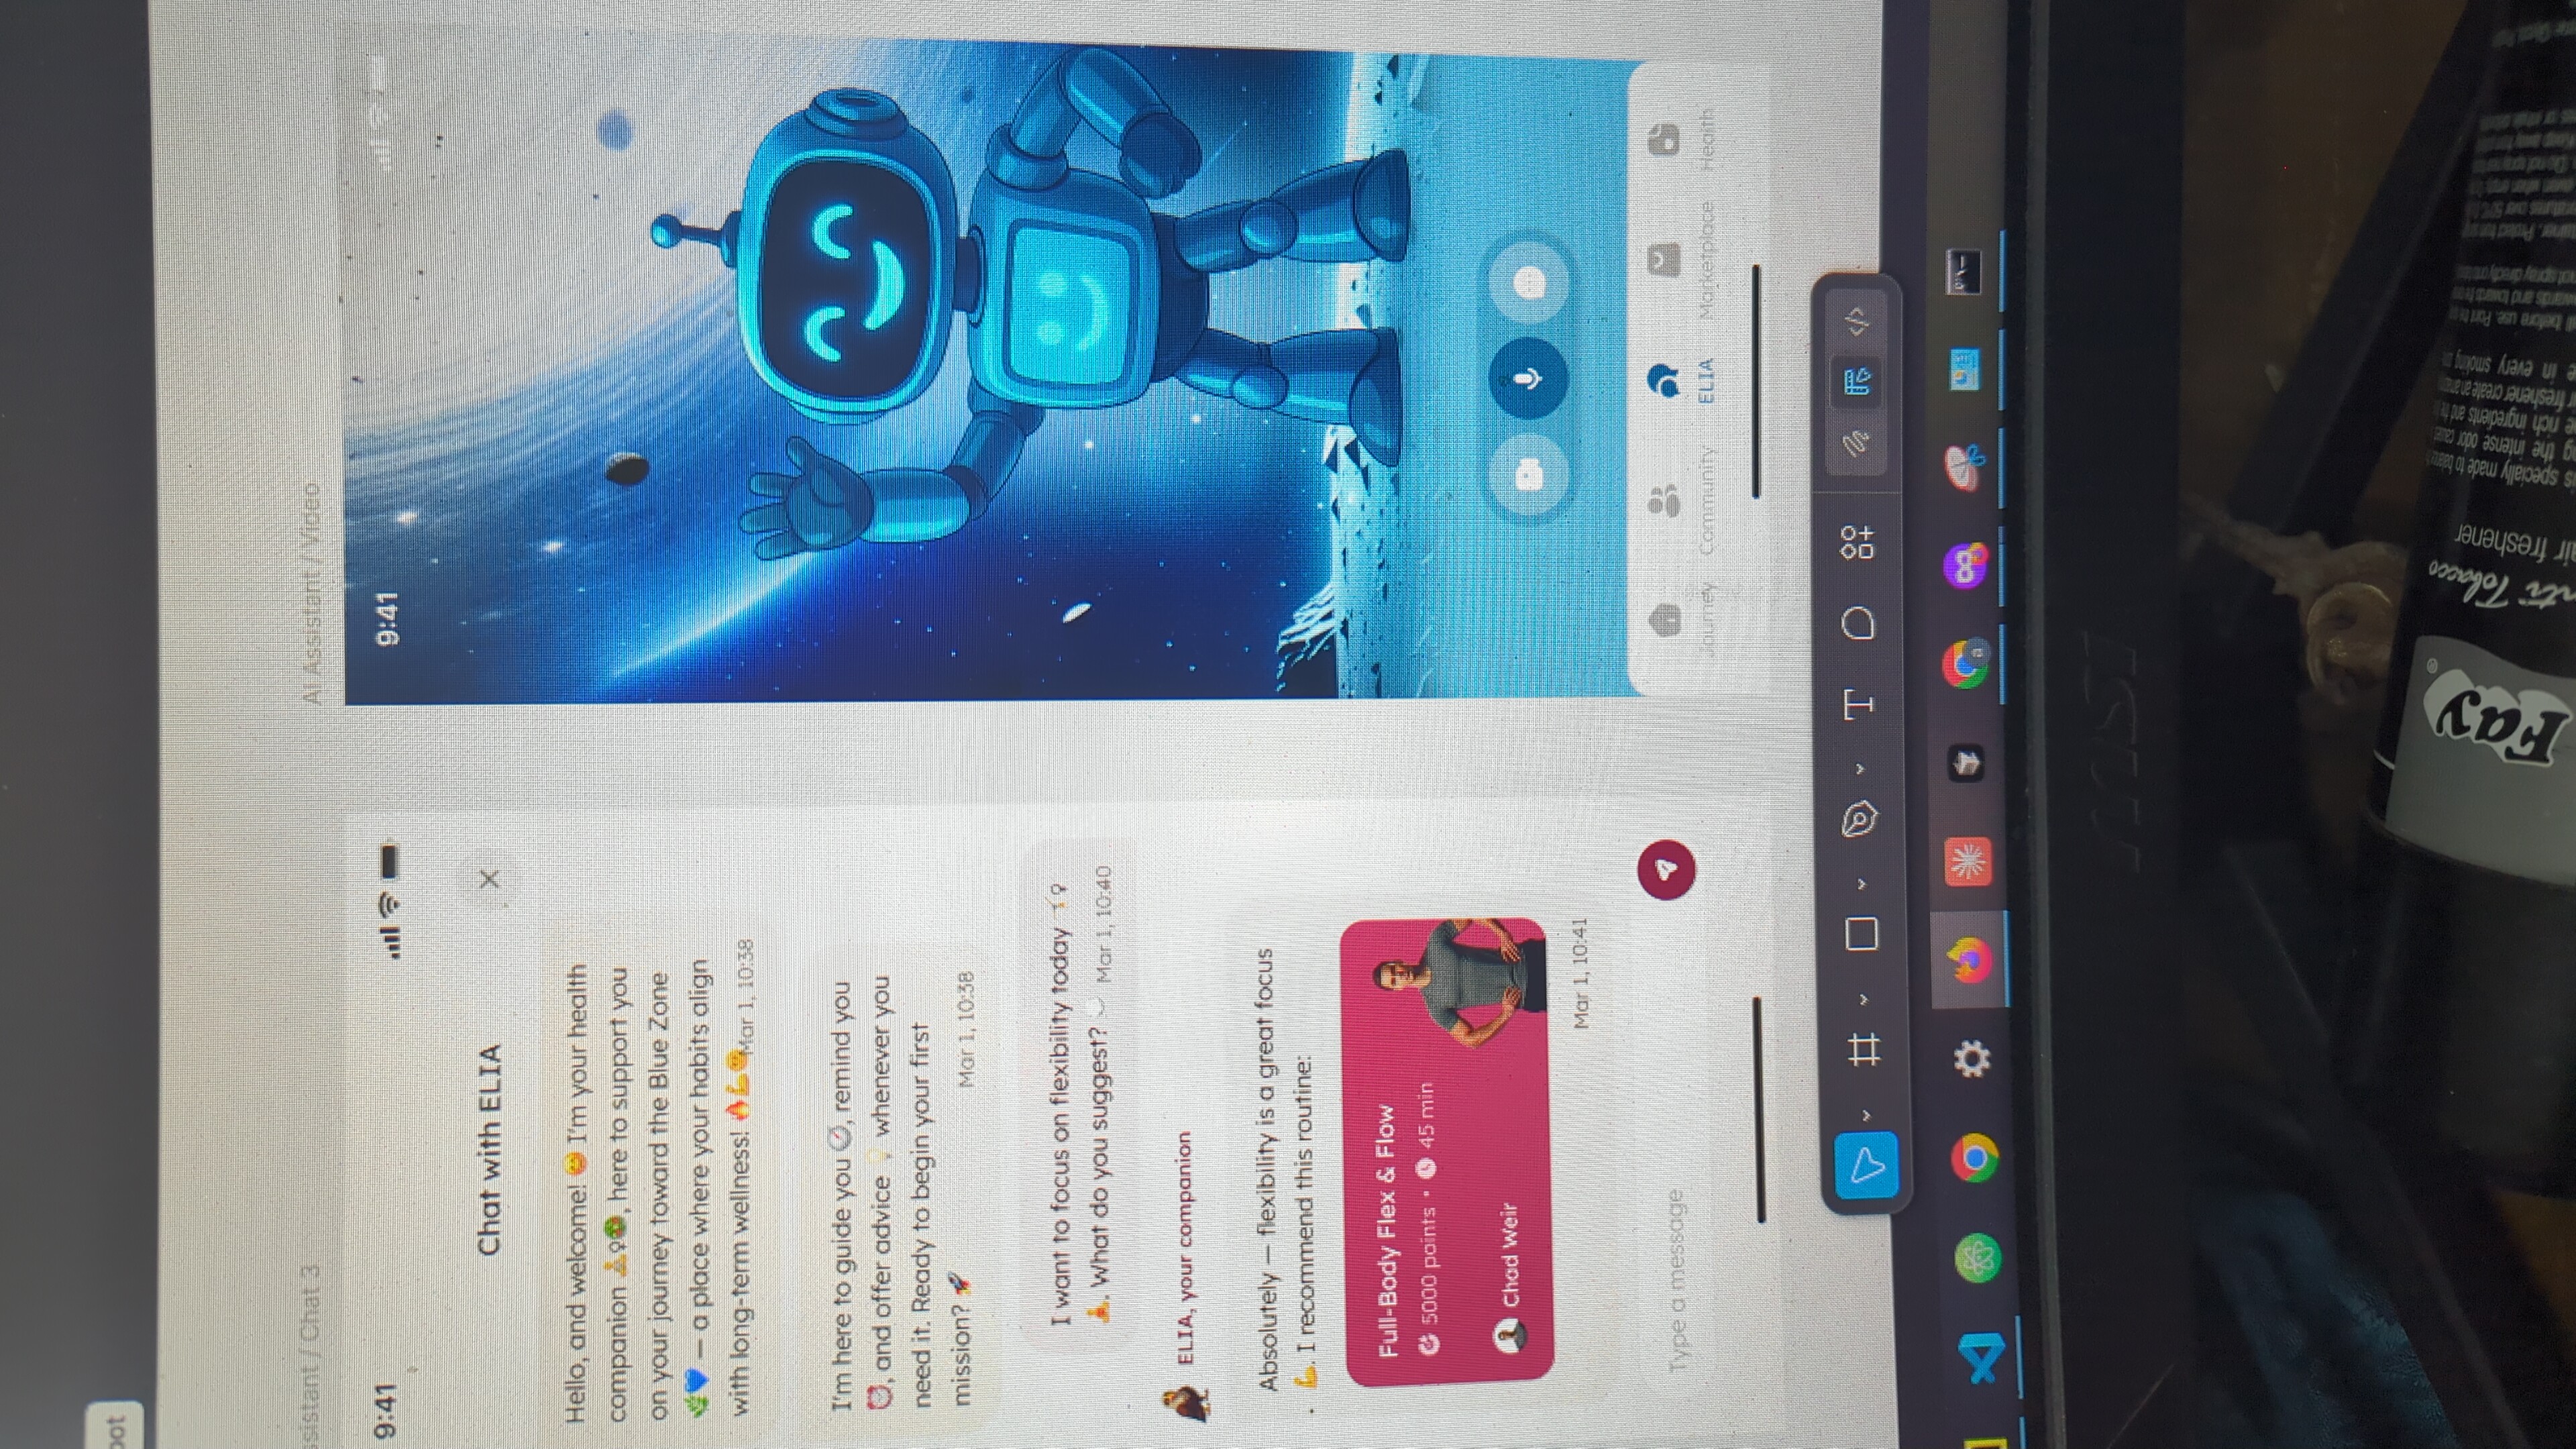 sistant / Chat 3
9:41
Chat with ELIA
Hello, and welcome! 😊 I'm your health
companion, here to support you
on your journey toward the Blue Zone
🌿💙 — a place where your habits align
with long-term wellness! 🔥💪
Mar 1, 10:38
I'm here to guide you 🧭, remind you
⏰, and offer advice 💡 whenever you
need it. Ready to begin your first
mission? 🚀
Mar 1, 10:38
I want to focus on flexibility today
. What do you suggest?
Mar 1, 10:40
ELIA, your companion
Absolutely — flexibility is a great focus
💪. I recommend this routine:
Full-Body Flex & Flow
5000 points • 45 min
Chad Weir
Mar 1, 10:41
Type a message
AI Assistant / Video
9:41
Journey Community ELIA Marketplace Health
msi
Fay®
Tobacco
air freshener
specially made to
the intense odor
rich ingredients and
freshener create
in every smoking
before use.